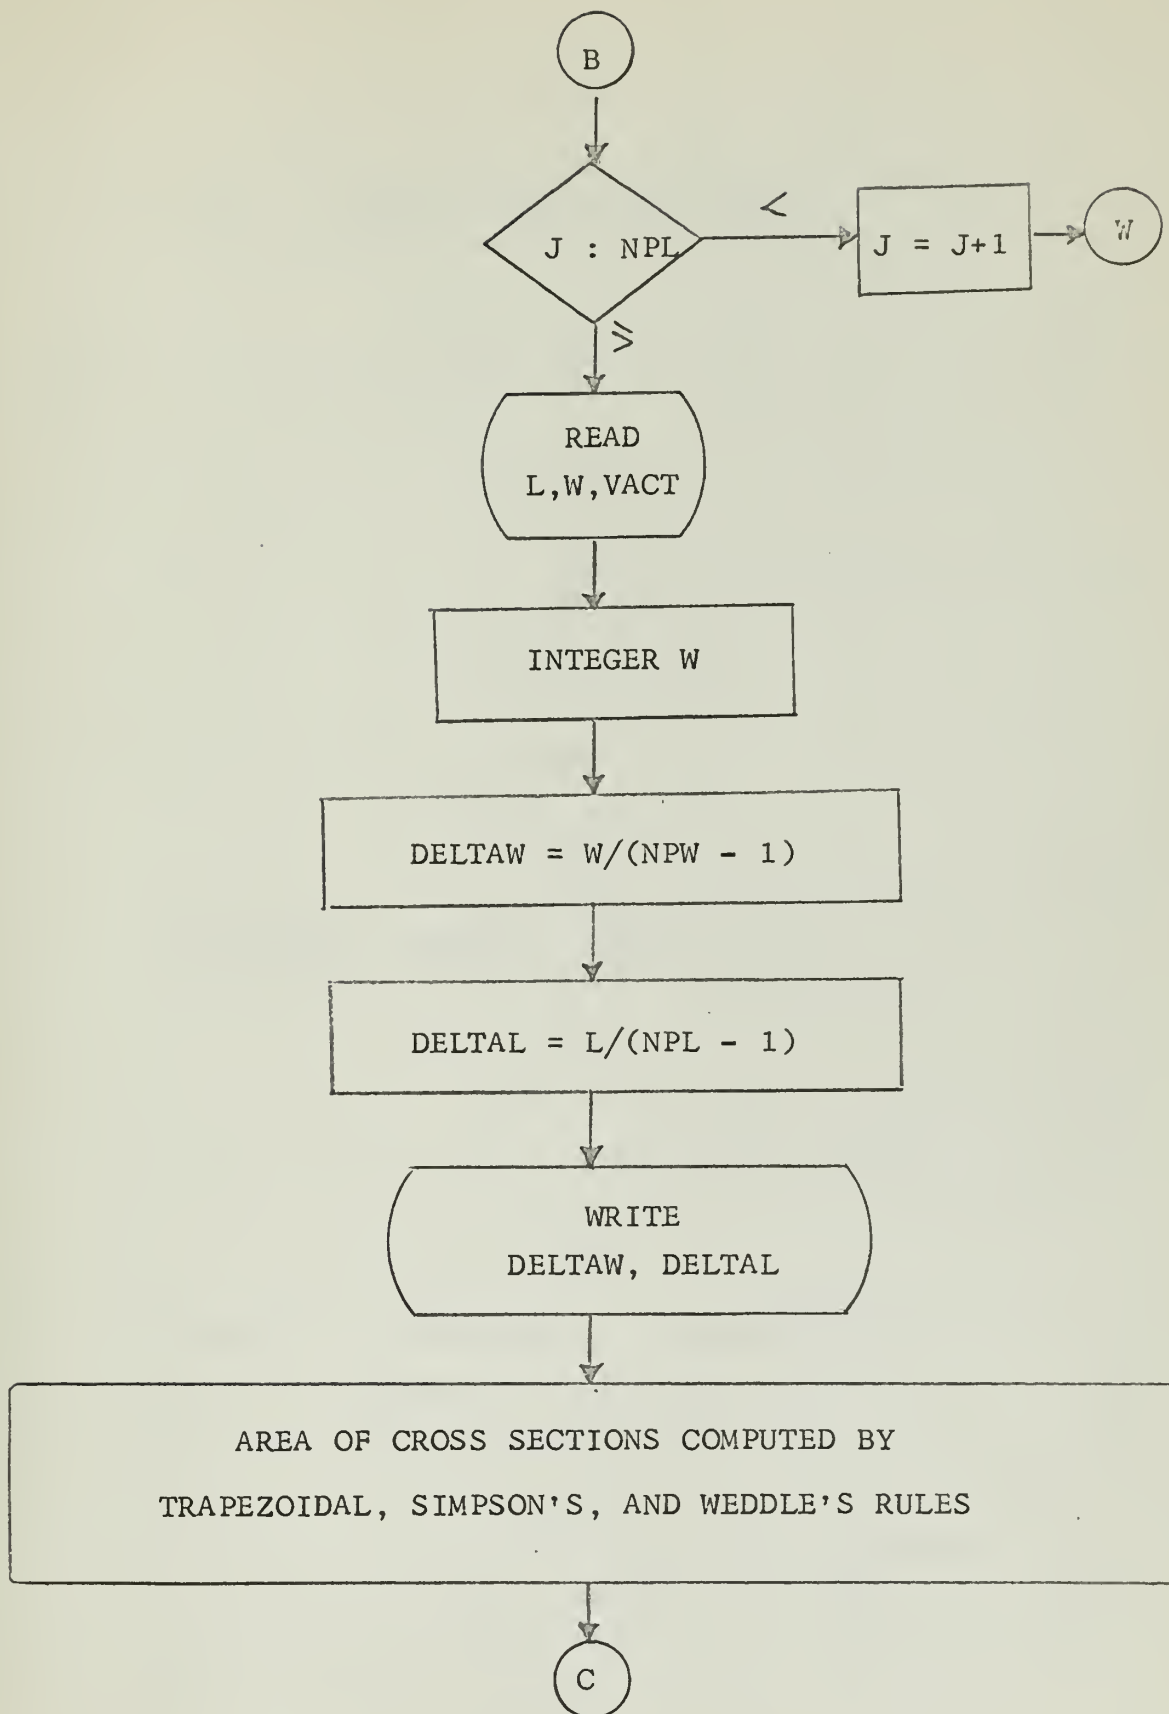 B
J : NPL
<
J = J+1
W
≥
READ
L,W,VACT
INTEGER W
DELTAW = W/(NPW - 1)
DELTAL = L/(NPL - 1)
WRITE
DELTAW, DELTAL
AREA OF CROSS SECTIONS COMPUTED BY
TRAPEZOIDAL, SIMPSON'S, AND WEDDLE'S RULES
C